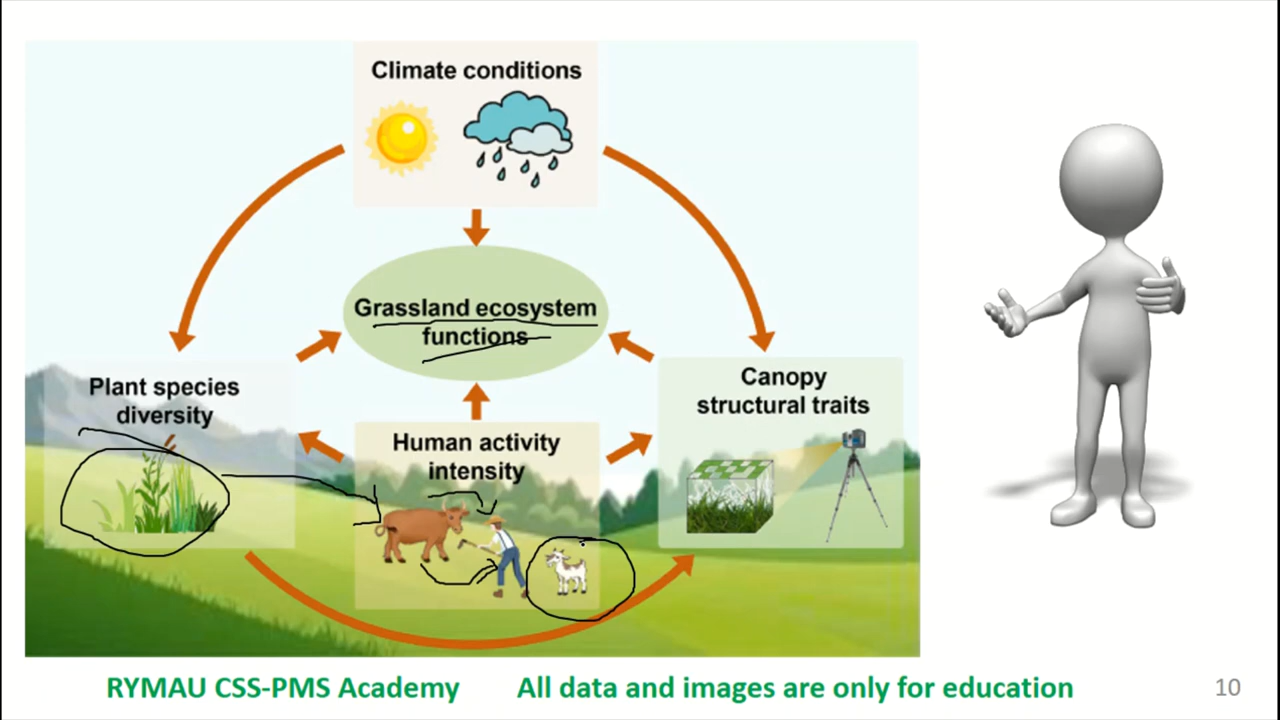 Climate conditions
Grassland ecosystem
functions
Plant species
diversity
Human activity
intensity
Canopy
structural traits
RYMAU CSS-PMS Academy
All data and images are only for education
10